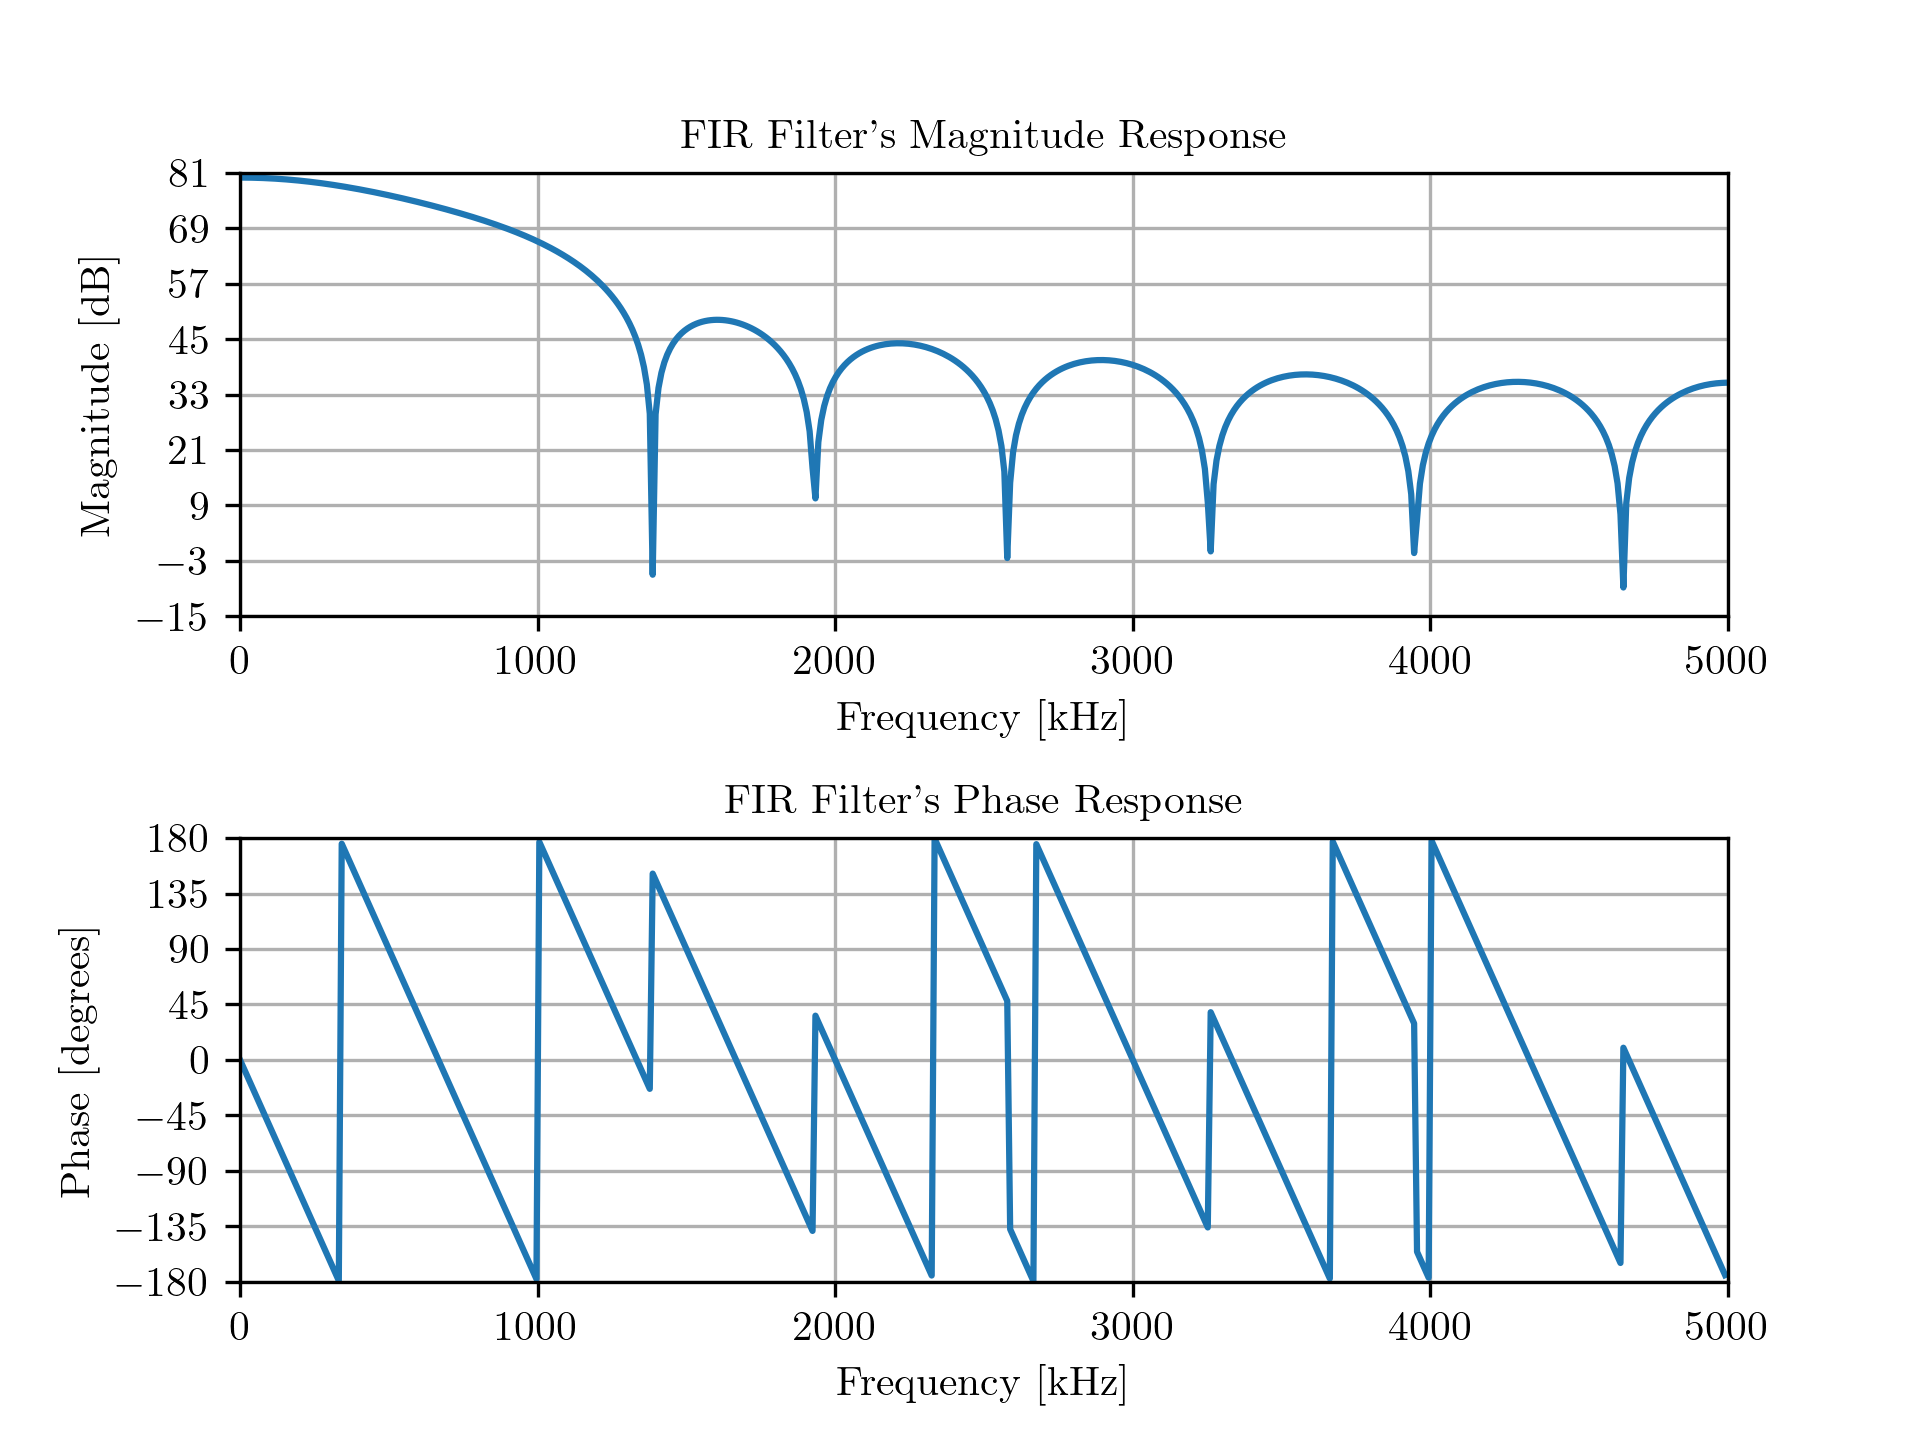 FIR Filter's Magnitude Response
Magnitude [dB]
81
69
57
45
33
21
9
−3
−15
0 1000 2000 3000 4000 5000
Frequency [kHz]
FIR Filter's Phase Response
Phase [degrees]
180
135
90
45
0
−45
−90
−135
−180
0 1000 2000 3000 4000 5000
Frequency [kHz]